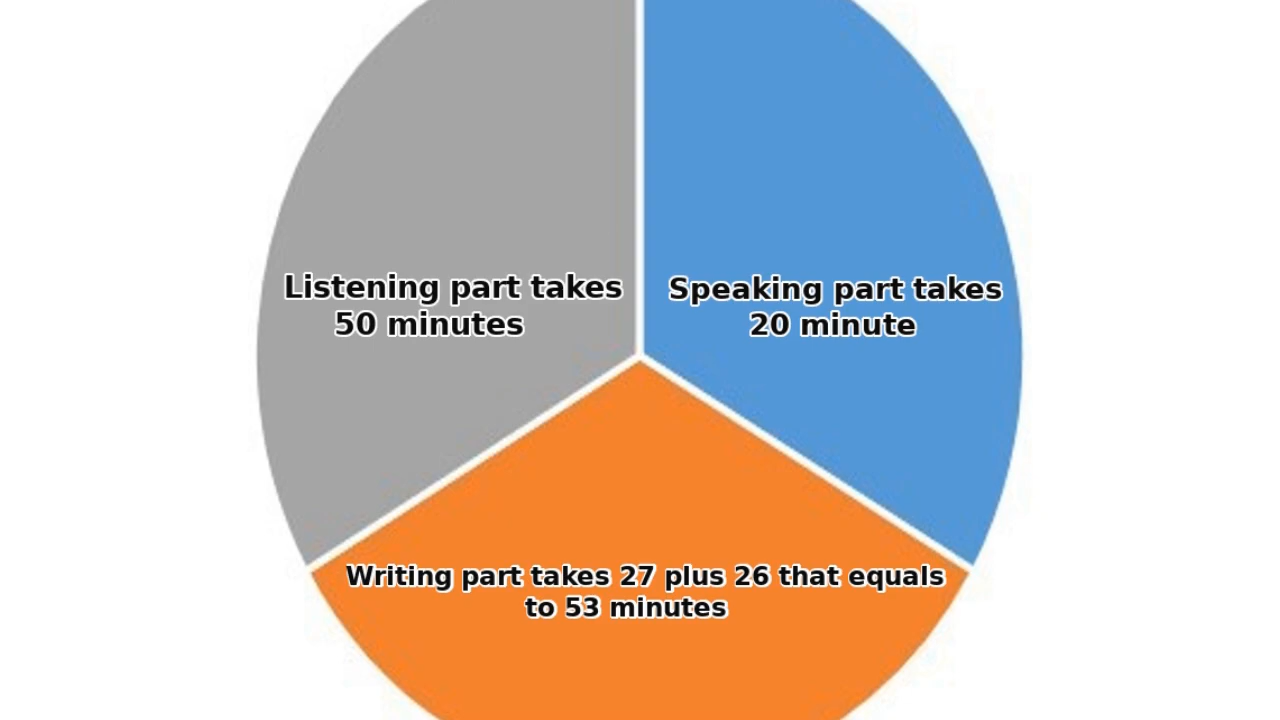 Listening part takes
50 minutes
Speaking part takes
20 minute
Writing part takes 27 plus 26 that equals
to 53 minutes